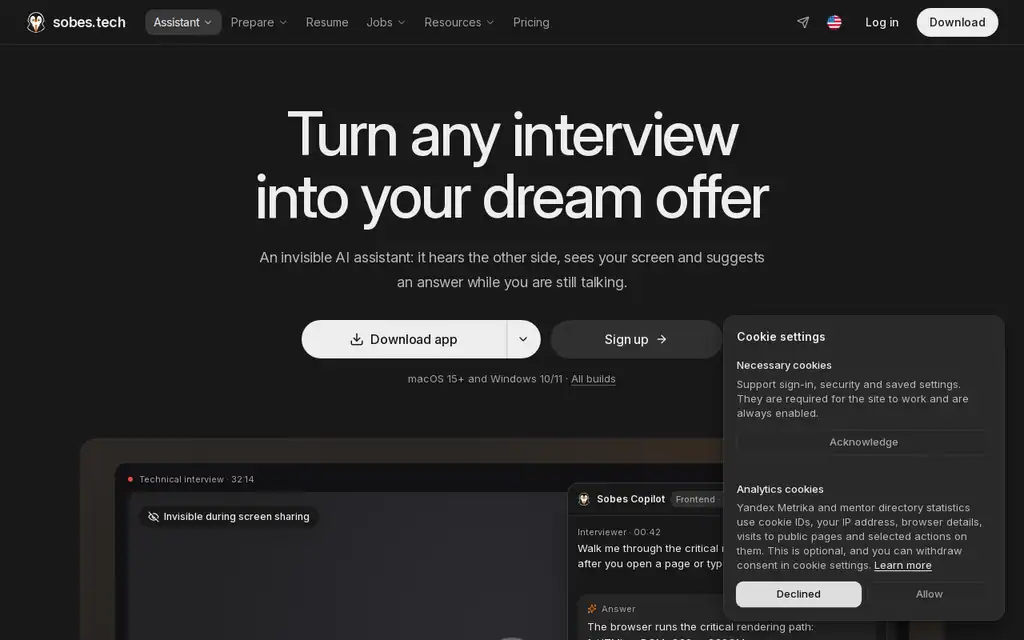 sobes.tech
Assistant
Prepare
Resume
Jobs
Resources
Pricing
Log in
Download
Turn any interview
into your dream offer
An invisible AI assistant: it hears the other side, sees your screen and suggests
an answer while you are still talking.
Download app
Sign up
macOS 15+ and Windows 10/11 · All builds
Technical interview · 32:14
Invisible during screen sharing
Sobes Copilot
Frontend ·
Interviewer · 00:42
Walk me through the critical
after you open a page or typ
Answer
The browser runs the critical rendering path:
Cookie settings
Necessary cookies
Support sign-in, security and saved settings.
They are required for the site to work and are
always enabled.
Acknowledge
Analytics cookies
Yandex Metrika and mentor directory statistics
use cookie IDs, your IP address, browser details,
visits to public pages and selected actions on
them. This is optional, and you can withdraw
consent in cookie settings. Learn more
Declined
Allow